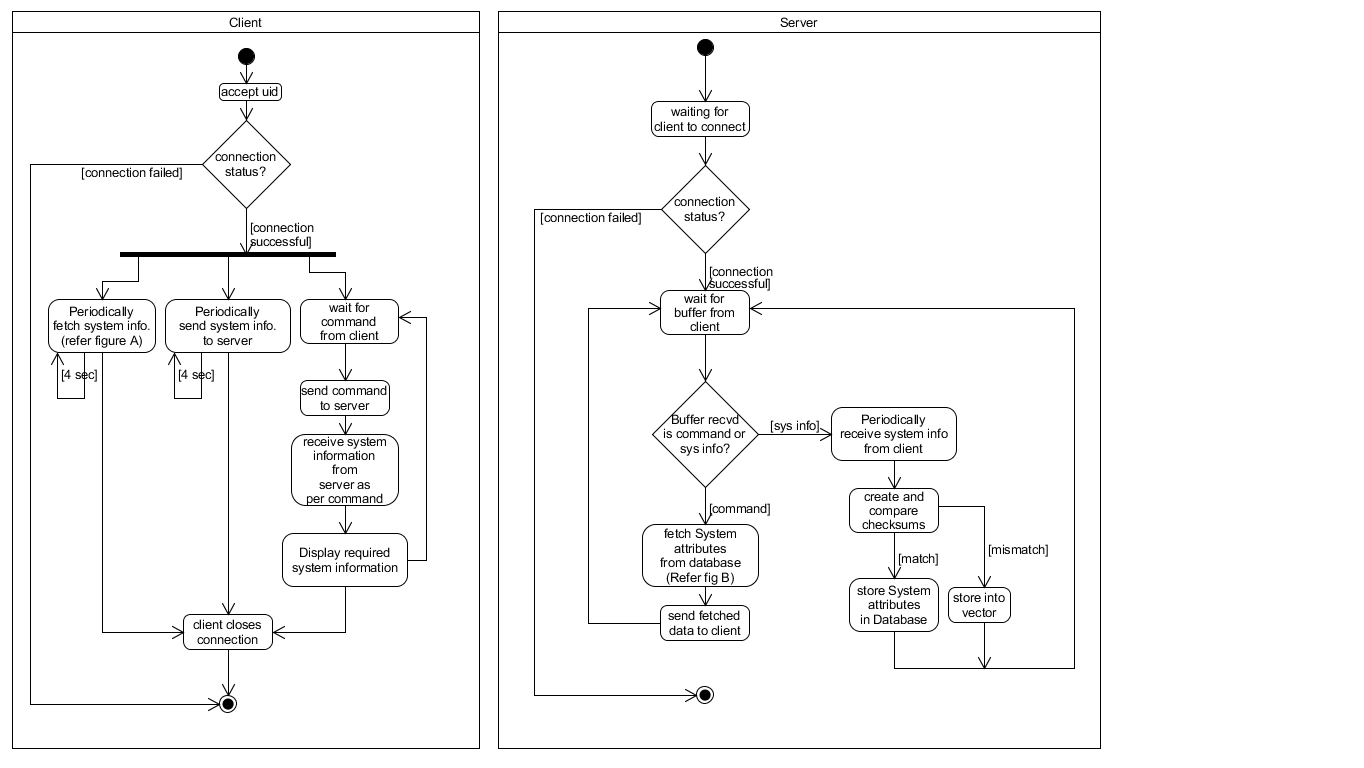 Client
accept uid
connection
status?
[connection failed]
[connection
successful]
Periodically
fetch system info.
(refer figure A)
[4 sec]
Periodically
send system info.
to server
[4 sec]
wait for
command
from client
send command
to server
receive system
information
from
server as
per command
Display required
system information
client closes
connection
Server
waiting for
client to connect
connection
status?
[connection failed]
[connection
successful]
wait for
buffer from
client
Buffer recvd
is command or
sys info?
[sys info]
Periodically
receive system info
from client
create and
compare
checksums
[match]
[mismatch]
store System
attributes
in Database
store into
vector
[command]
fetch System
attributes
from database
(Refer fig B)
send fetched
data to client